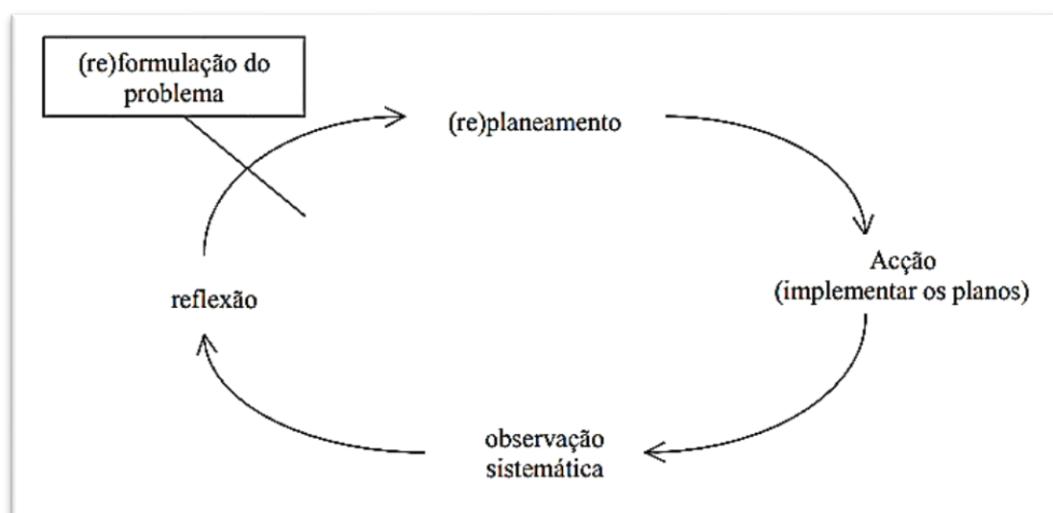 (re)formulação do
problema
(re)planeamento
Acção
(implementar os planos)
reflexão
observação
sistemática